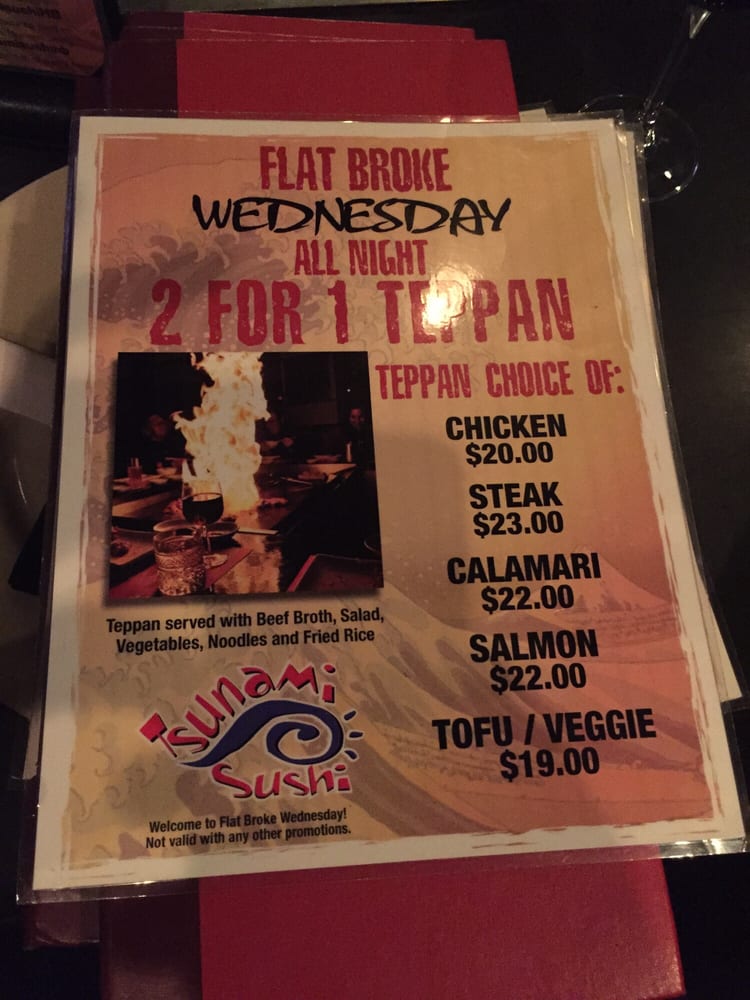 FLAT BROKE
WEDNESDAY
ALL NIGHT
2 FOR 1 TEPPAN
TEPPAN CHOICE OF:
CHICKEN
$20.00
STEAK
$23.00
CALAMARI
$22.00
SALMON
$22.00
TOFU / VEGGIE
$19.00
Teppan served with Beef Broth, Salad,
Vegetables, Noodles and Fried Rice
Tsunami
Sushi
Welcome to Flat Broke Wednesday!
Not valid with any other promotions.